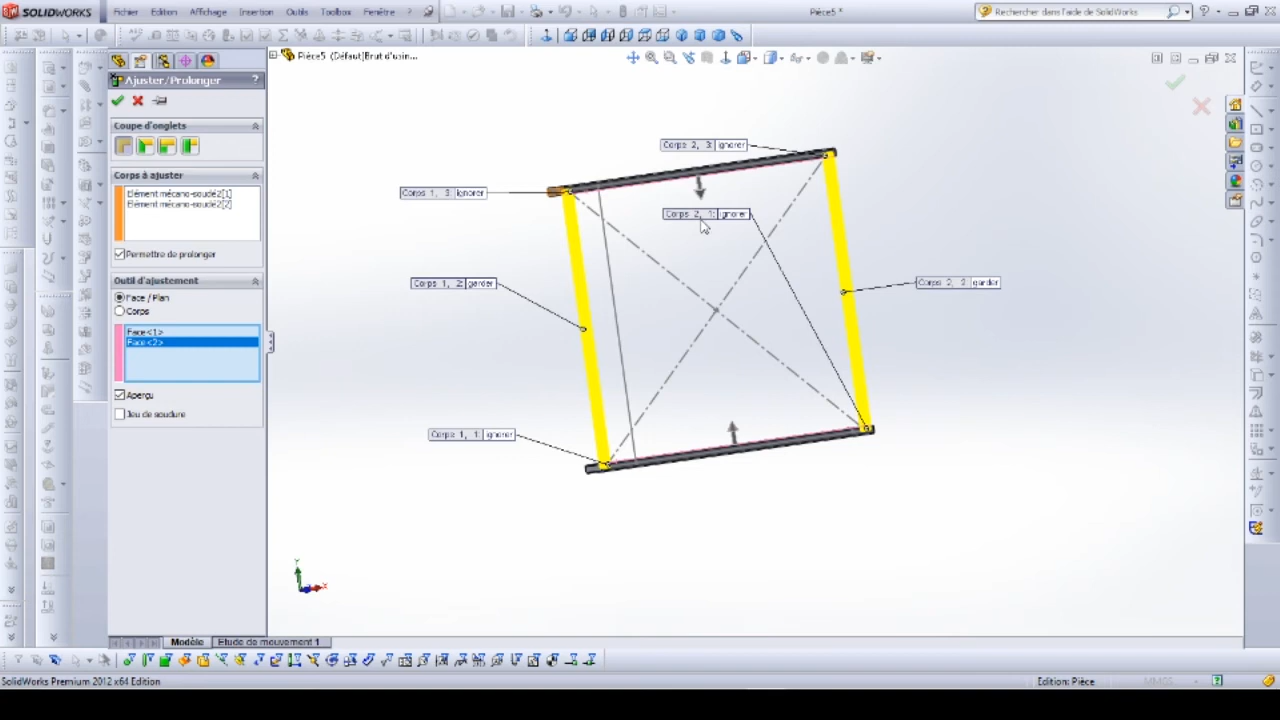 SOLIDWORKS
Fichier Edition Affichage Insertion Outils Toolbox Fenêtre ?
Pièce5 *
Rechercher dans l'aide de SolidWorks
Pièce5 (Défaut[Brut d'usin...
Ajuster/Prolonger ?
Coupe d'onglets
Corps à ajuster
Elément mécano-soudé2[1]
Elément mécano-soudé2[2]
Permettre de prolonger
Outil d'ajustement
Face / Plan
Corps
Face<1>
Face<2>
Aperçu
Jeu de soudure
Corps 2, 3: ignorer
Corps 1, 3: ignorer
Corps 2, 1: ignorer
Corps 1, 2: garder
Corps 2, 2: garder
Corps 1, 1: ignorer
Y
X
Modèle Etude de mouvement 1
SolidWorks Premium 2012 x64 Edition
Edition: Pièce
MMGS